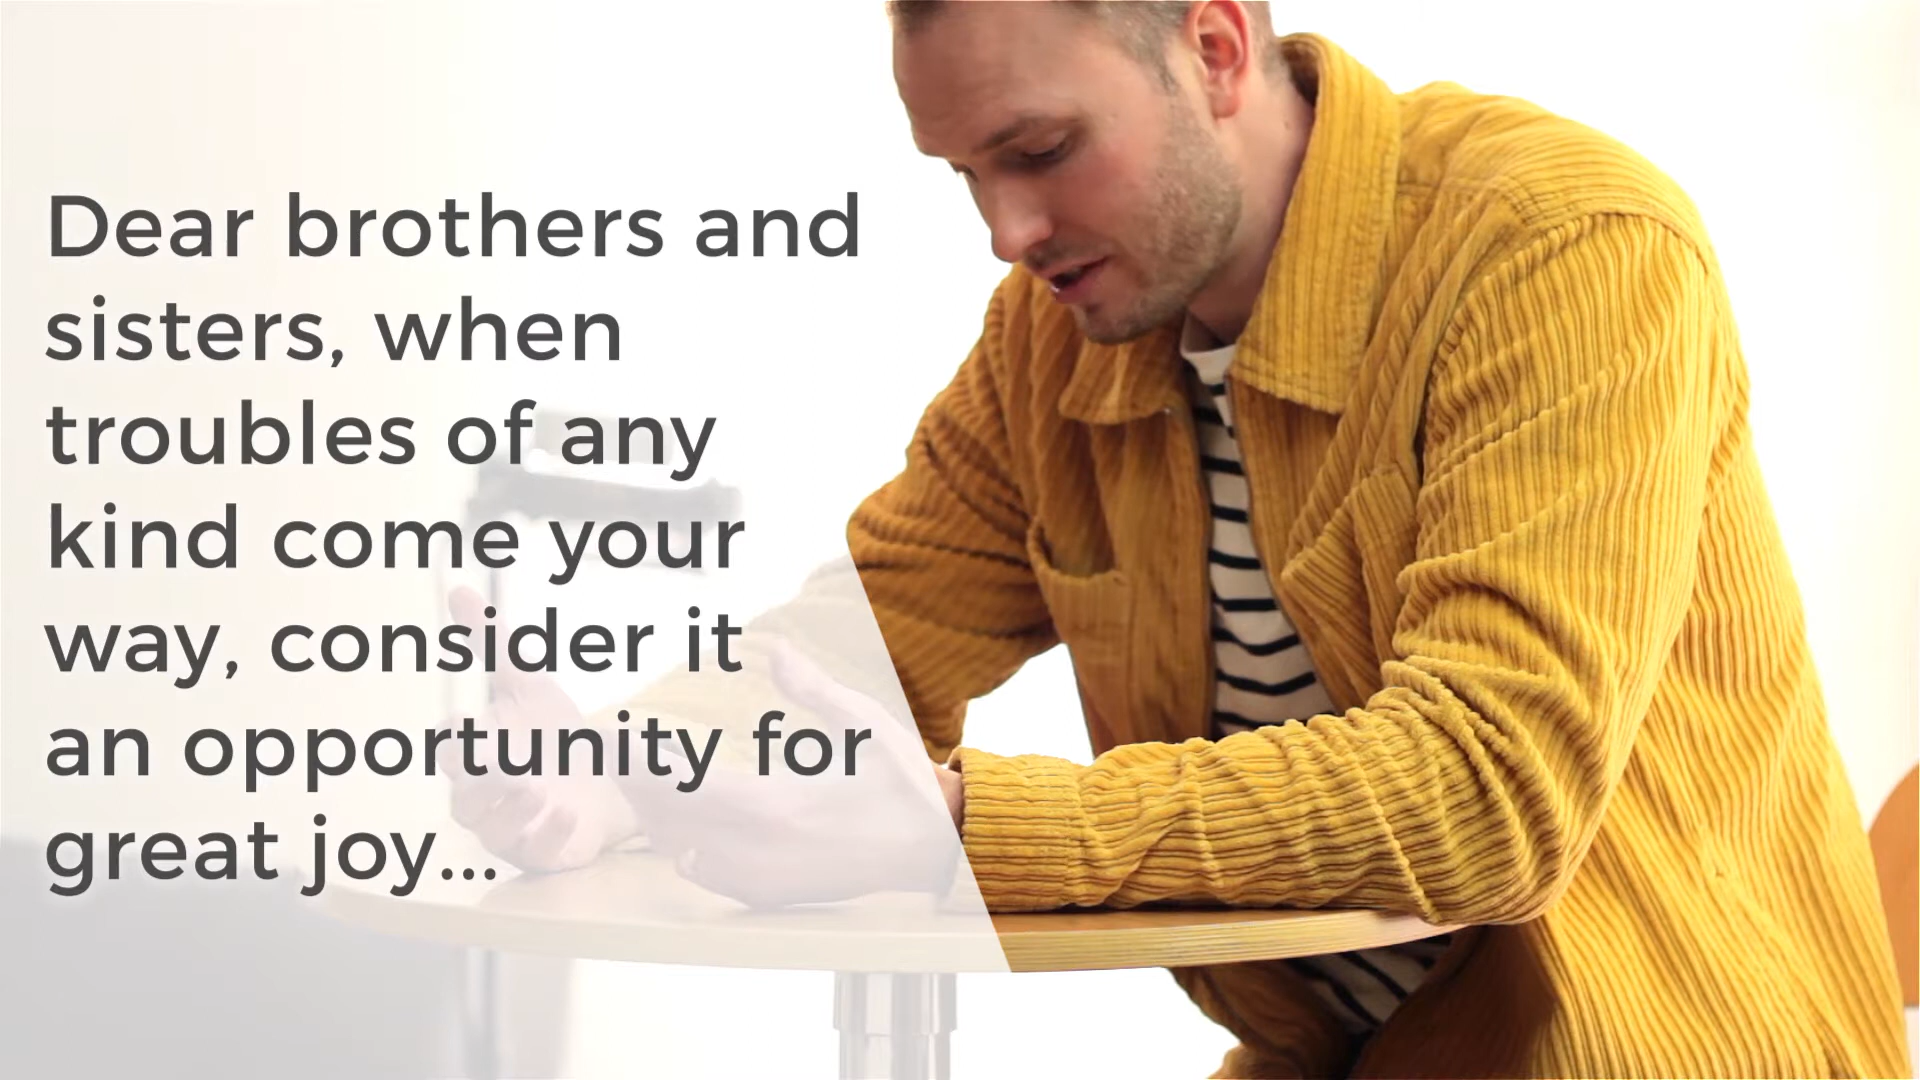 Dear brothers and
sisters, when
troubles of any
kind come your
way, consider it
an opportunity for
great joy...